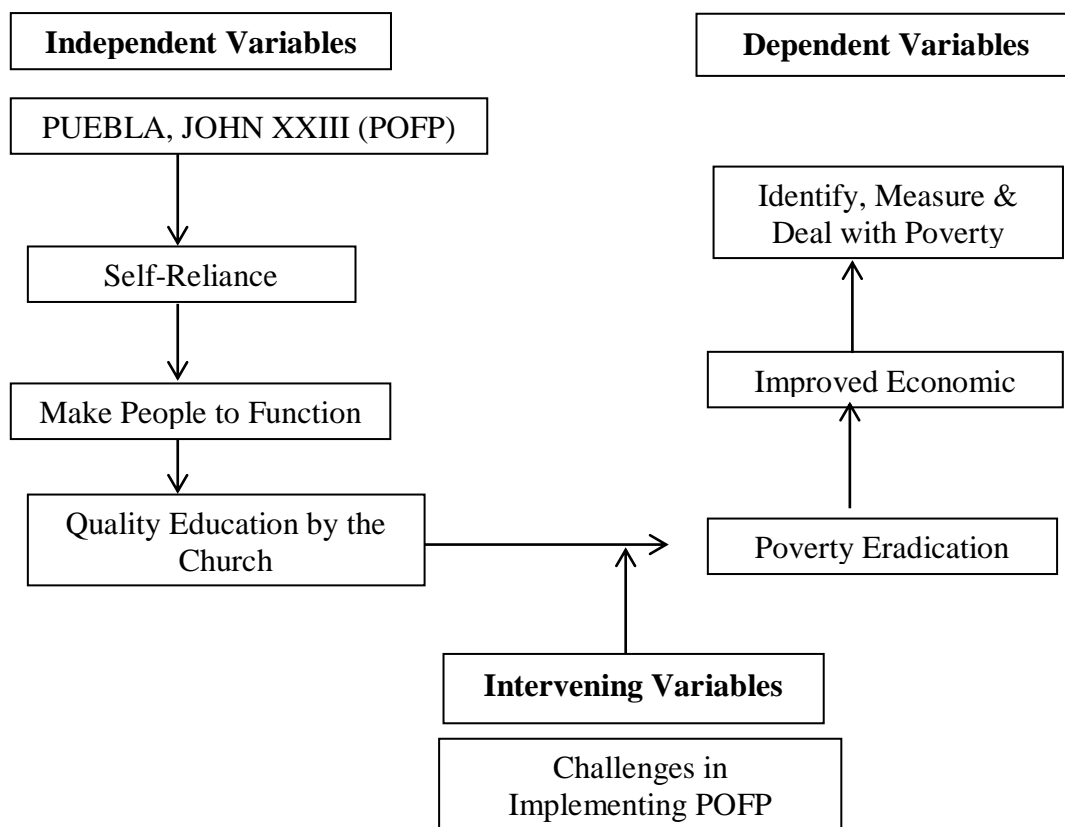 Independent Variables
Dependent Variables
PUEBLA, JOHN XXIII (POFP)
Identify, Measure &
Deal with Poverty
Self-Reliance
Improved Economic
Make People to Function
Quality Education by the
Church
Poverty Eradication
Intervening Variables
Challenges in
Implementing POFP